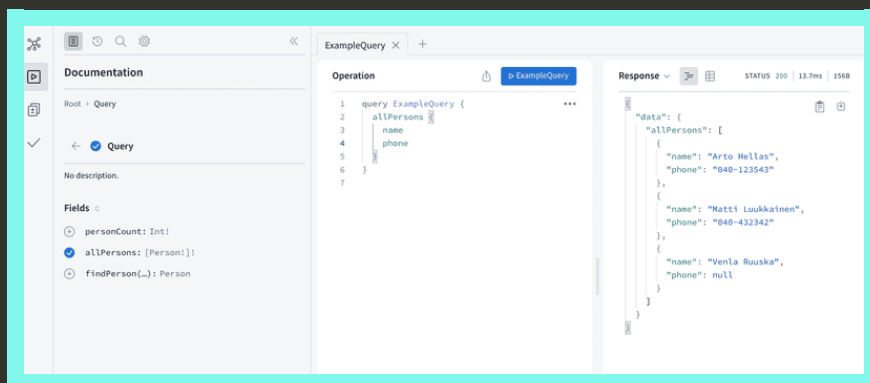 Documentation
Root › Query
Query
No description.
Fields
personCount: Int!
allPersons: [Person!]!
findPerson(…): Person
ExampleQuery
Operation
ExampleQuery
1 query ExampleQuery {
2 allPersons {
3 name
4 phone
5 }
6 }
7
Response
STATUS 200 13.7ms 156B
{
"data": {
"allPersons": [
{
"name": "Arto Hellas",
"phone": "040-123543"
},
{
"name": "Matti Luukkainen",
"phone": "040-432342"
},
{
"name": "Venla Ruuska",
"phone": null
}
]
}
}